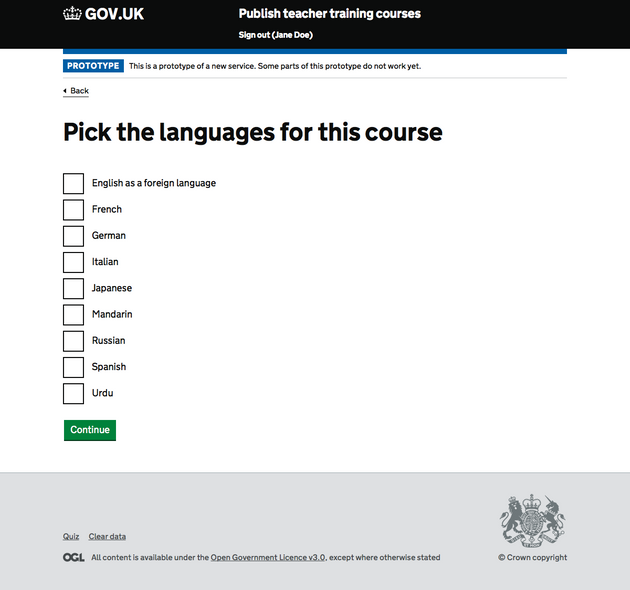 GOV.UK
Publish teacher training courses
Sign out (Jane Doe)
PROTOTYPE This is a prototype of a new service. Some parts of this prototype do not work yet.
Back
Pick the languages for this course
English as a foreign language
French
German
Italian
Japanese
Mandarin
Russian
Spanish
Urdu
Continue
Quiz Clear data
OGL All content is available under the Open Government Licence v3.0, except where otherwise stated
© Crown copyright